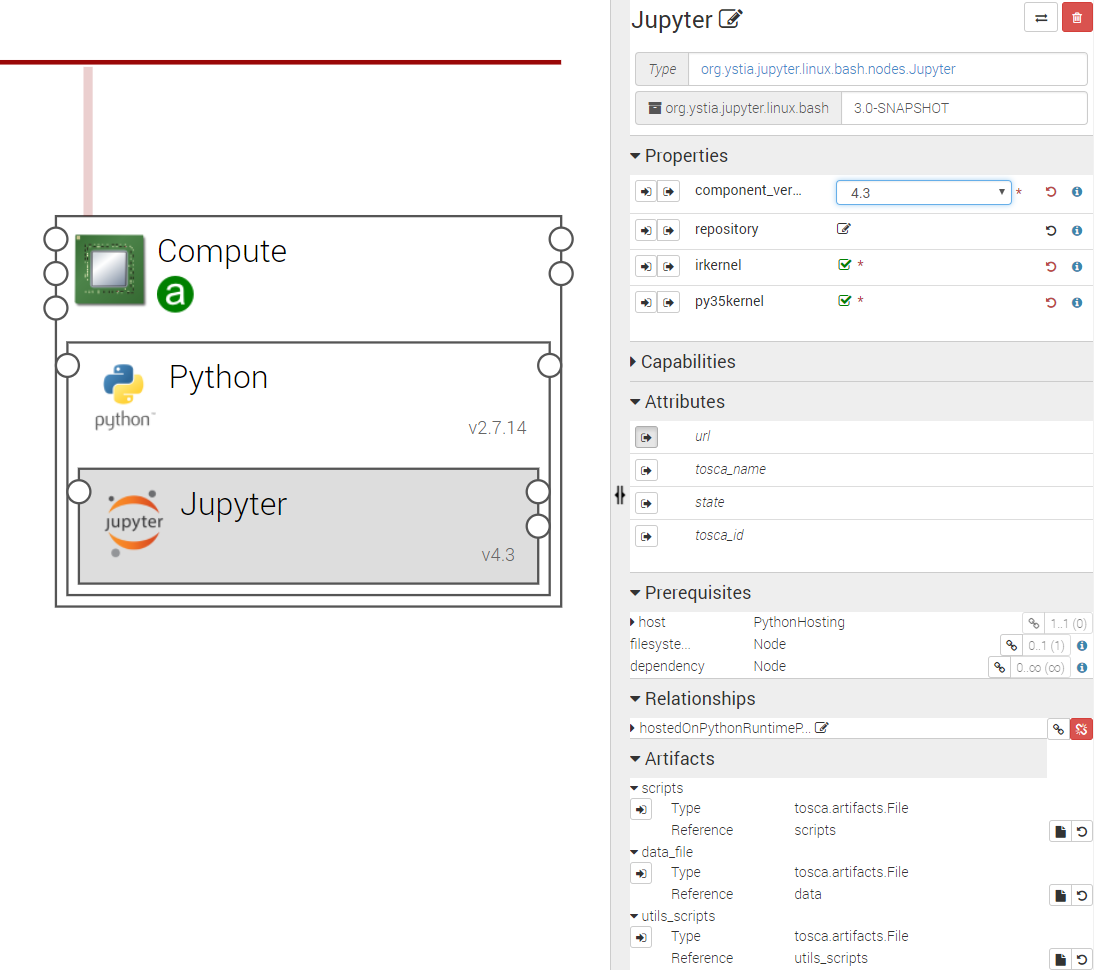 Compute
a
Python
python™
v2.7.14
Jupyter
jupyter
v4.3
Jupyter
Type org.ystia.jupyter.linux.bash.nodes.Jupyter
org.ystia.jupyter.linux.bash 3.0-SNAPSHOT
Properties
component_ver... 4.3 *
repository
irkernel *
py35kernel *
Capabilities
Attributes
url
tosca_name
state
tosca_id
Prerequisites
host PythonHosting 1..1 (0)
filesyste... Node 0..1 (1)
dependency Node 0..∞ (∞)
Relationships
hostedOnPythonRuntimeP...
Artifacts
scripts
Type tosca.artifacts.File
Reference scripts
data_file
Type tosca.artifacts.File
Reference data
utils_scripts
Type tosca.artifacts.File
Reference utils_scripts